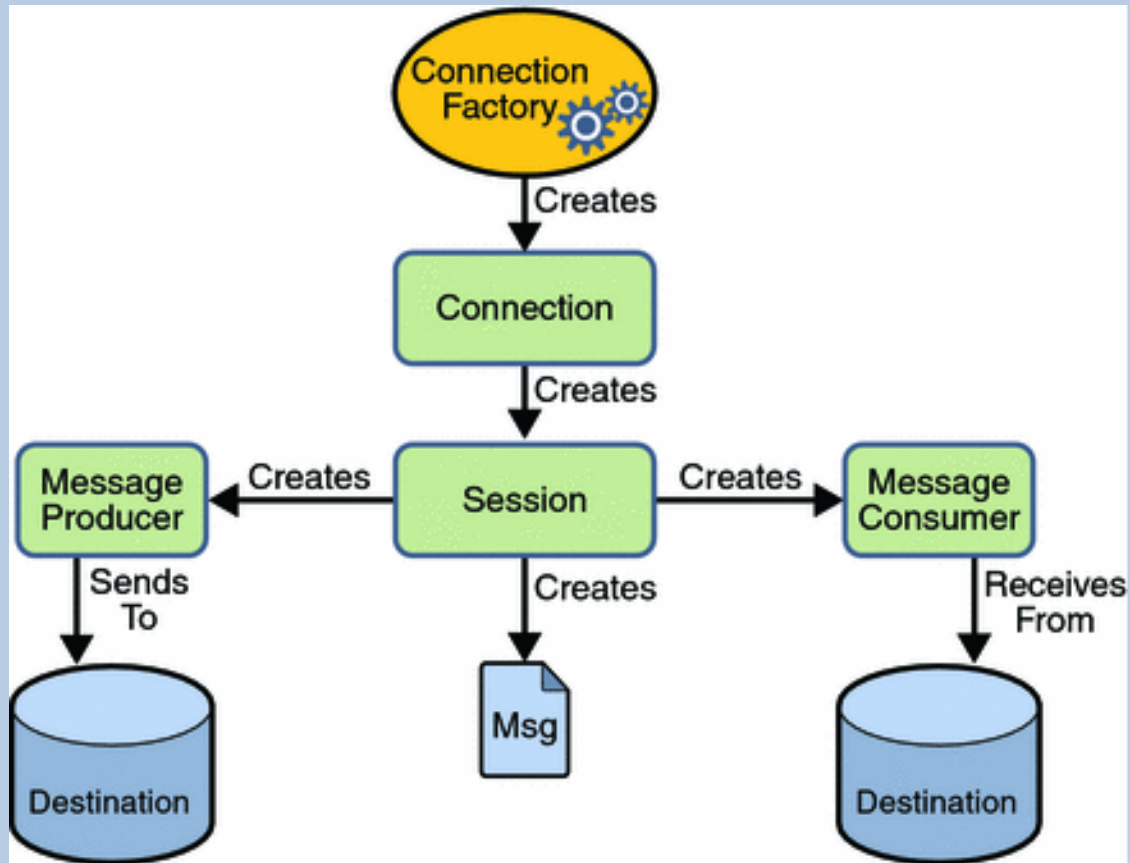 Connection
Factory
Creates
Connection
Creates
Message
Producer
Creates
Session
Creates
Message
Consumer
Sends
To
Creates
Receives
From
Msg
Destination
Destination